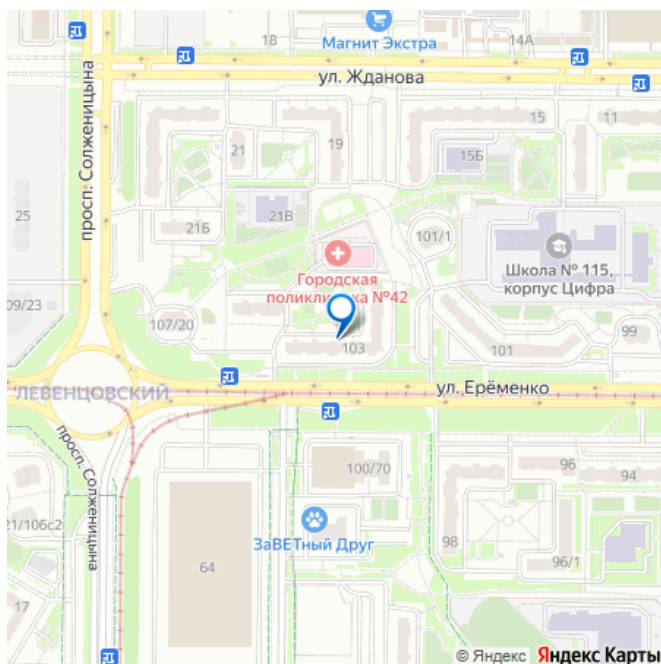 18
Магнит Экстра
14А
ул. Жданова
просп. Солженицына
19
15
11
21
15Б
25
21Б
21В
101/1
Городская
поликлиника №42
Школа № 115,
корпус Цифра
09/23
107/20
103
101
99
ул. Ерёменко
ЛЕВЕНЦОВСКИЙ
просп. Солженицына
100/70
96
94
21/106с2
ЗаВЕТный Друг
98
96/1
64
17
© Яндекс Яндекс Карты